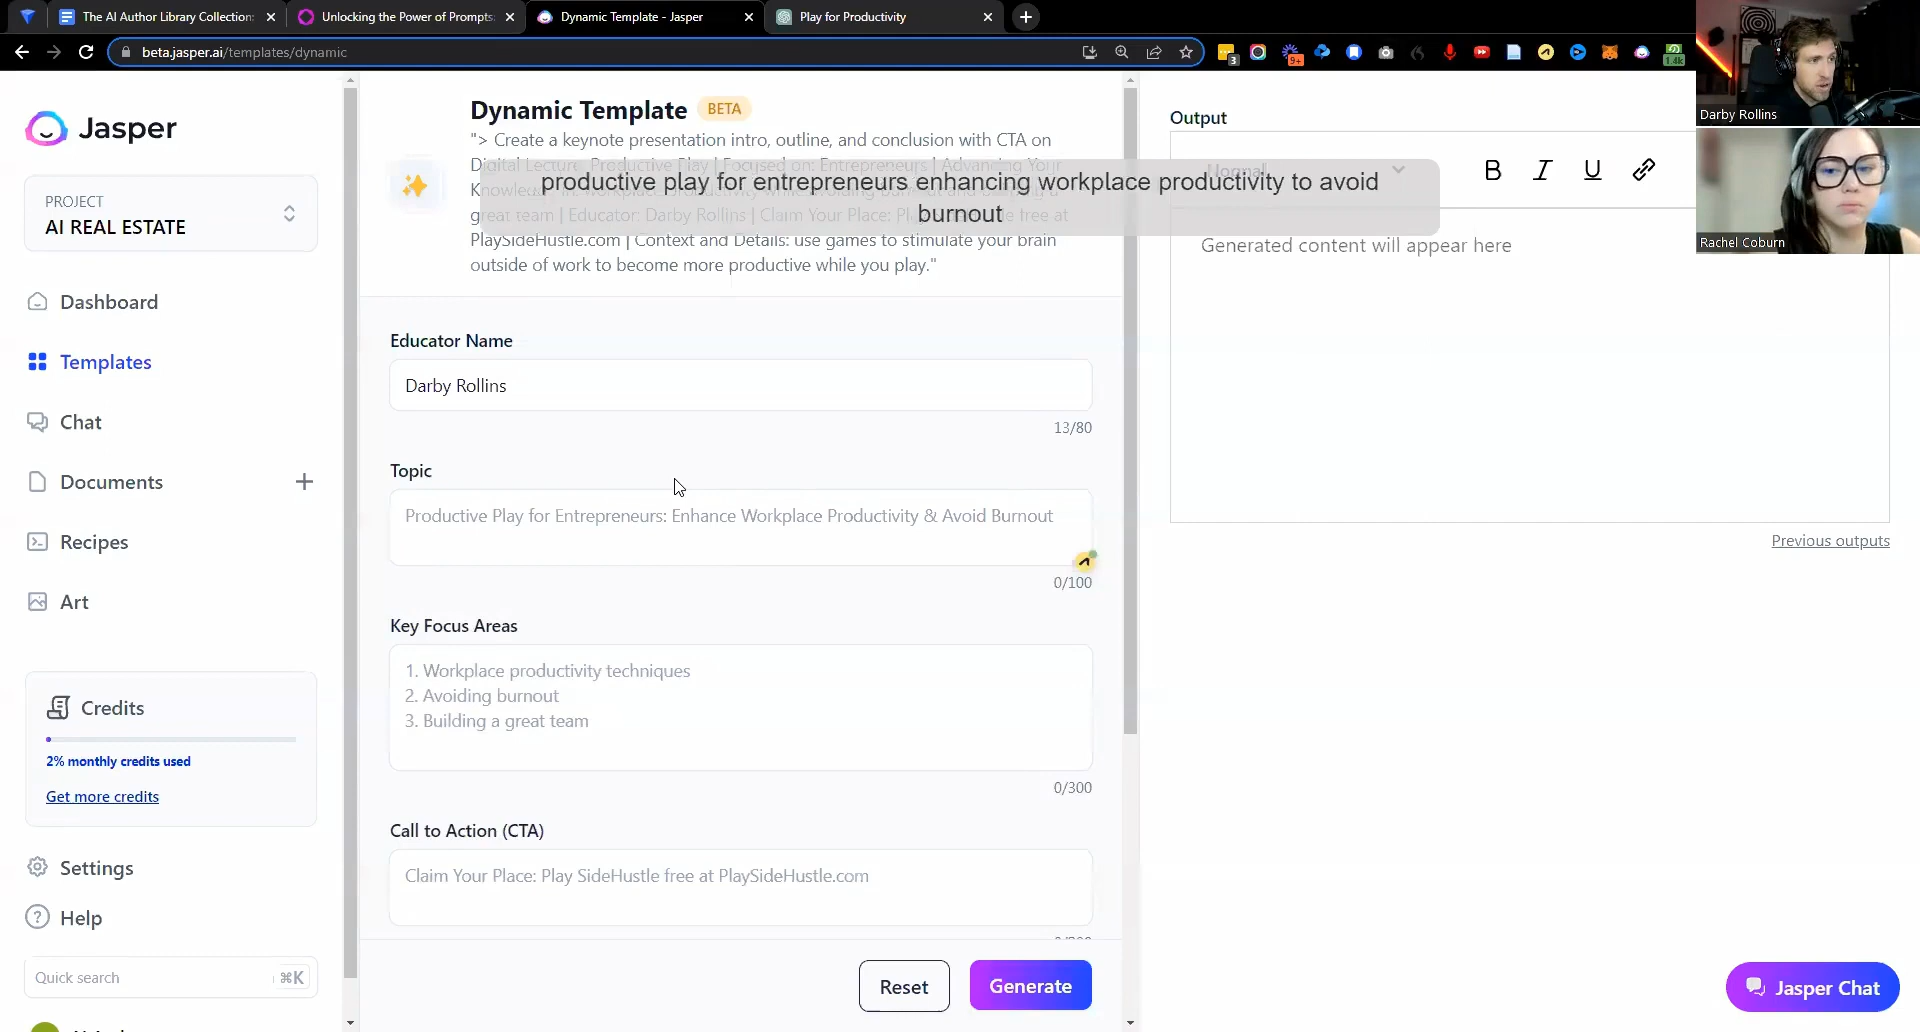 The AI Author Library Collection:
Unlocking the Power of Prompts:
Dynamic Template - Jasper
Play for Productivity
beta.jasper.ai/templates/dynamic
3
9+
1.4k
Darby Rollins
Rachel Coburn
Jasper
PROJECT
AI REAL ESTATE
Dashboard
Templates
Chat
Documents
Recipes
Art
Credits
2% monthly credits used
Get more credits
Settings
Help
Quick search
⌘K
Dynamic Template BETA
"> Create a keynote presentation intro, outline, and conclusion with CTA on
Digital Lecture: Productive Play | Focused on: Entrepreneurs | Advancing Your
great team | Educator: Darby Rollins | Claim Your Place: free at
PlaySideHustle.com | Context and Details: use games to stimulate your brain
outside of work to become more productive while you play."
productive play for entrepreneurs enhancing workplace productivity to avoid
burnout
Educator Name
Darby Rollins
13/80
Topic
Productive Play for Entrepreneurs: Enhance Workplace Productivity & Avoid Burnout
0/100
Key Focus Areas
1. Workplace productivity techniques
2. Avoiding burnout
3. Building a great team
0/300
Call to Action (CTA)
Claim Your Place: Play SideHustle free at PlaySideHustle.com
Reset
Generate
Output
Normal
B
I
U
Generated content will appear here
Previous outputs
Jasper Chat